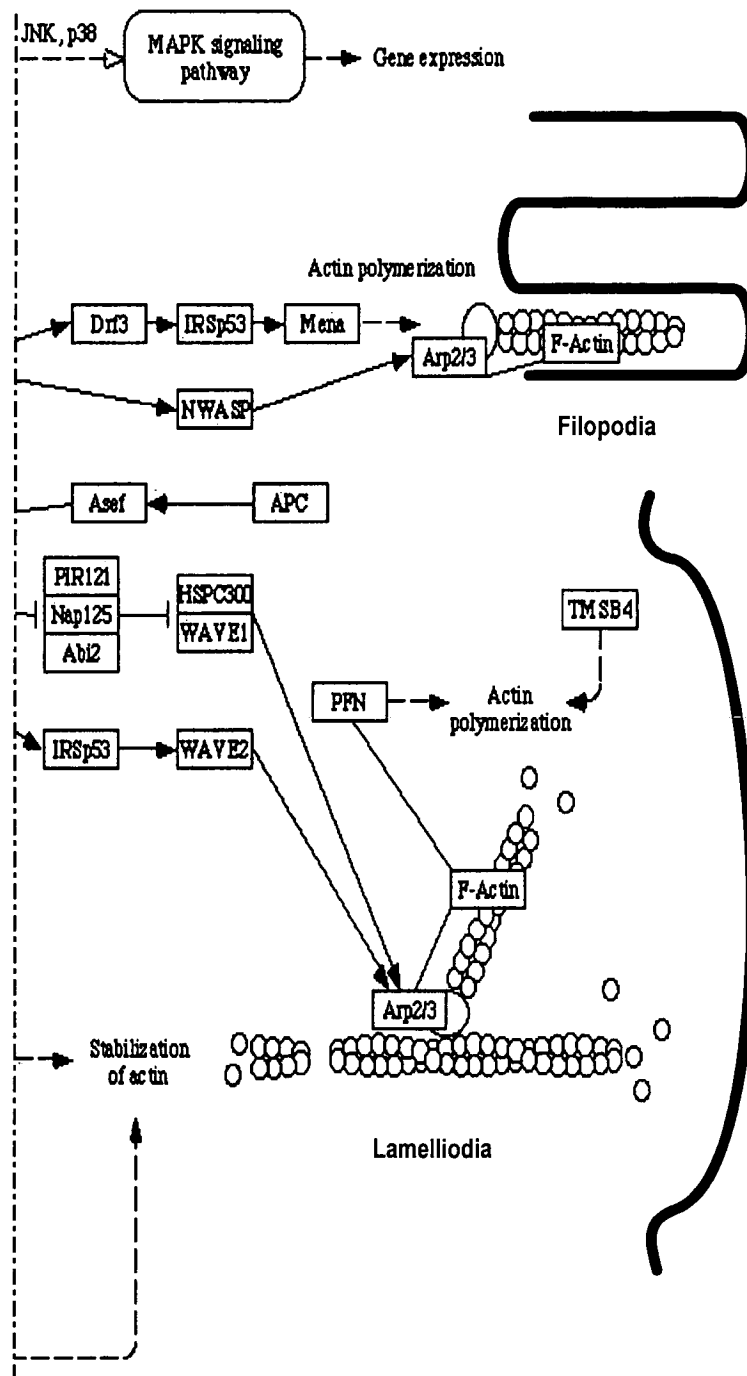 JNK, p38
MAPK signaling
pathway
Gene expression
Actin polymerization
Drf3
IRSp53
Mena
Arp2/3
F-Actin
NWASP
Filopodia
Asef
APC
PIR121
Nap125
Abi2
HSPC300
WAVE1
TMSB4
PFN
Actin
polymerization
IRSp53
WAVE2
F-Actin
Arp2/3
Stabilization
of actin
Lamelliodia